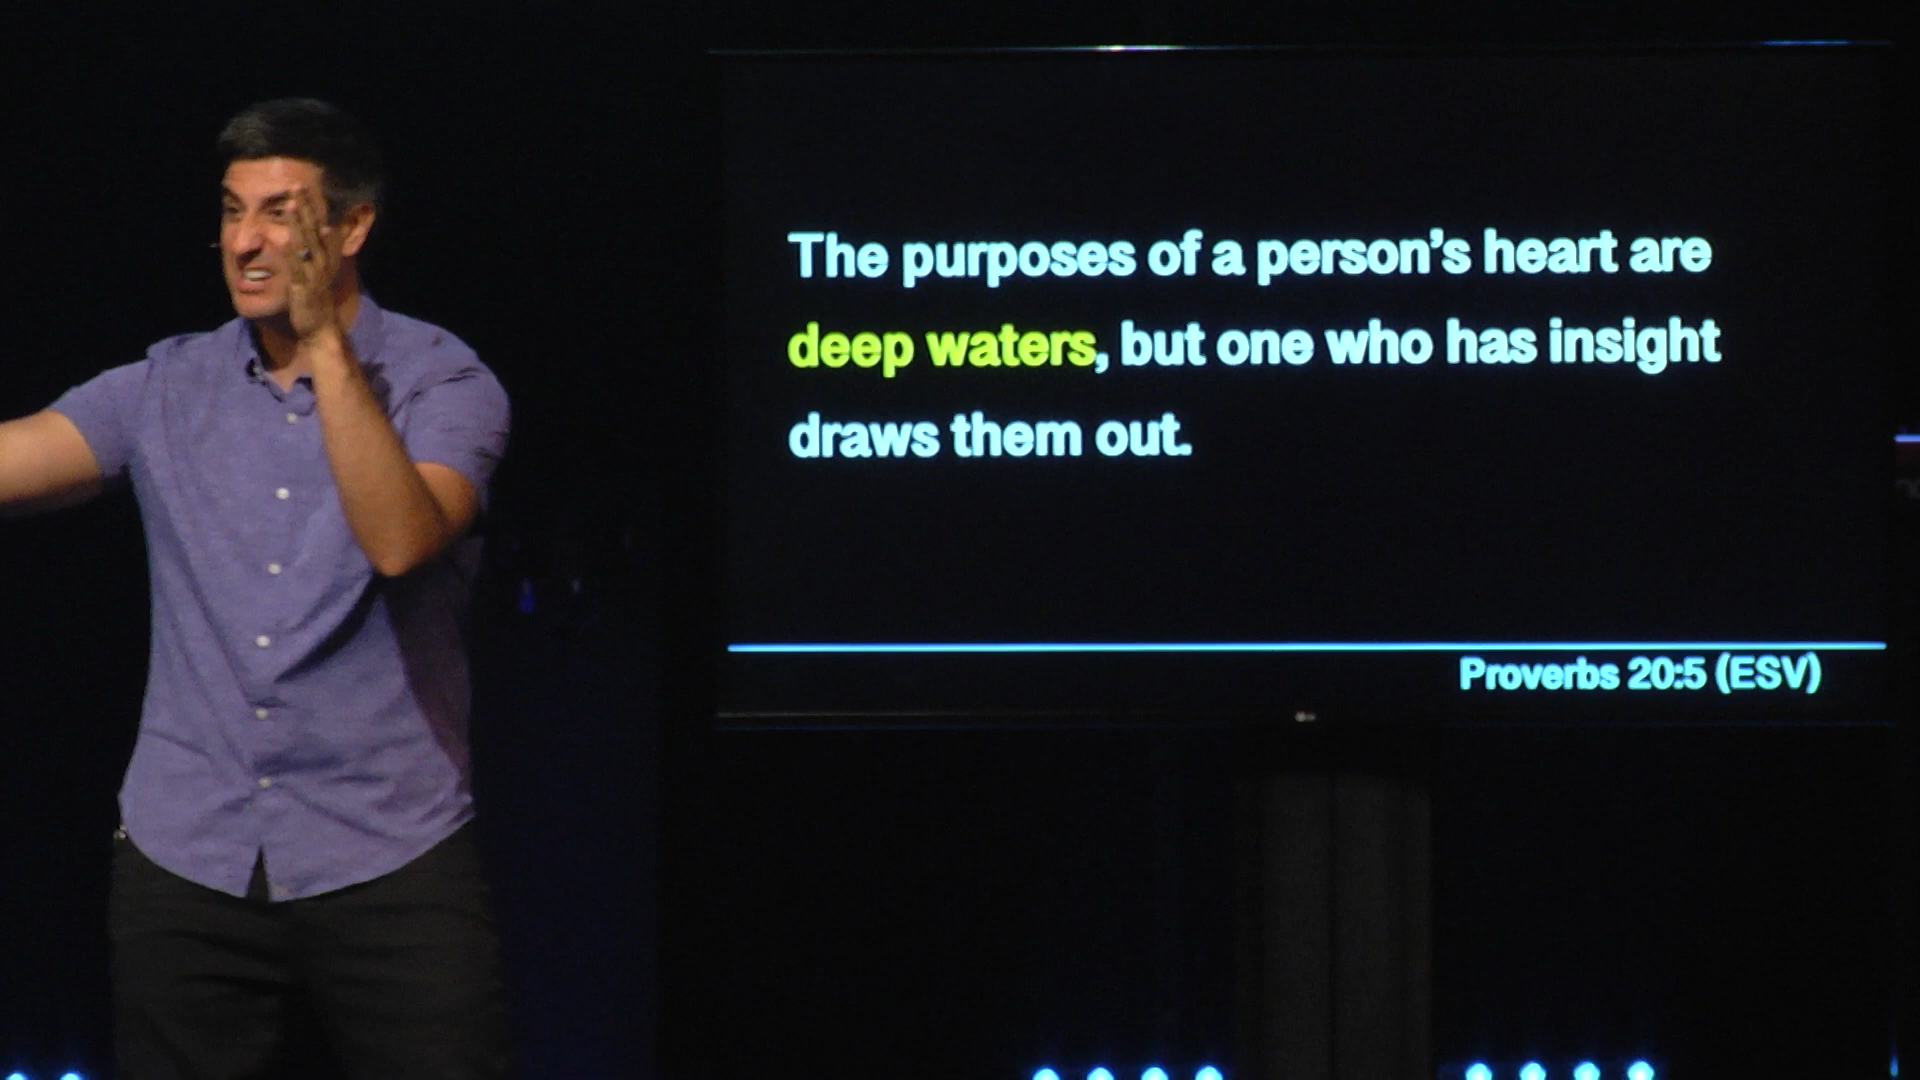 The purposes of a person’s heart are
deep waters, but one who has insight
draws them out.
Proverbs 20:5 (ESV)